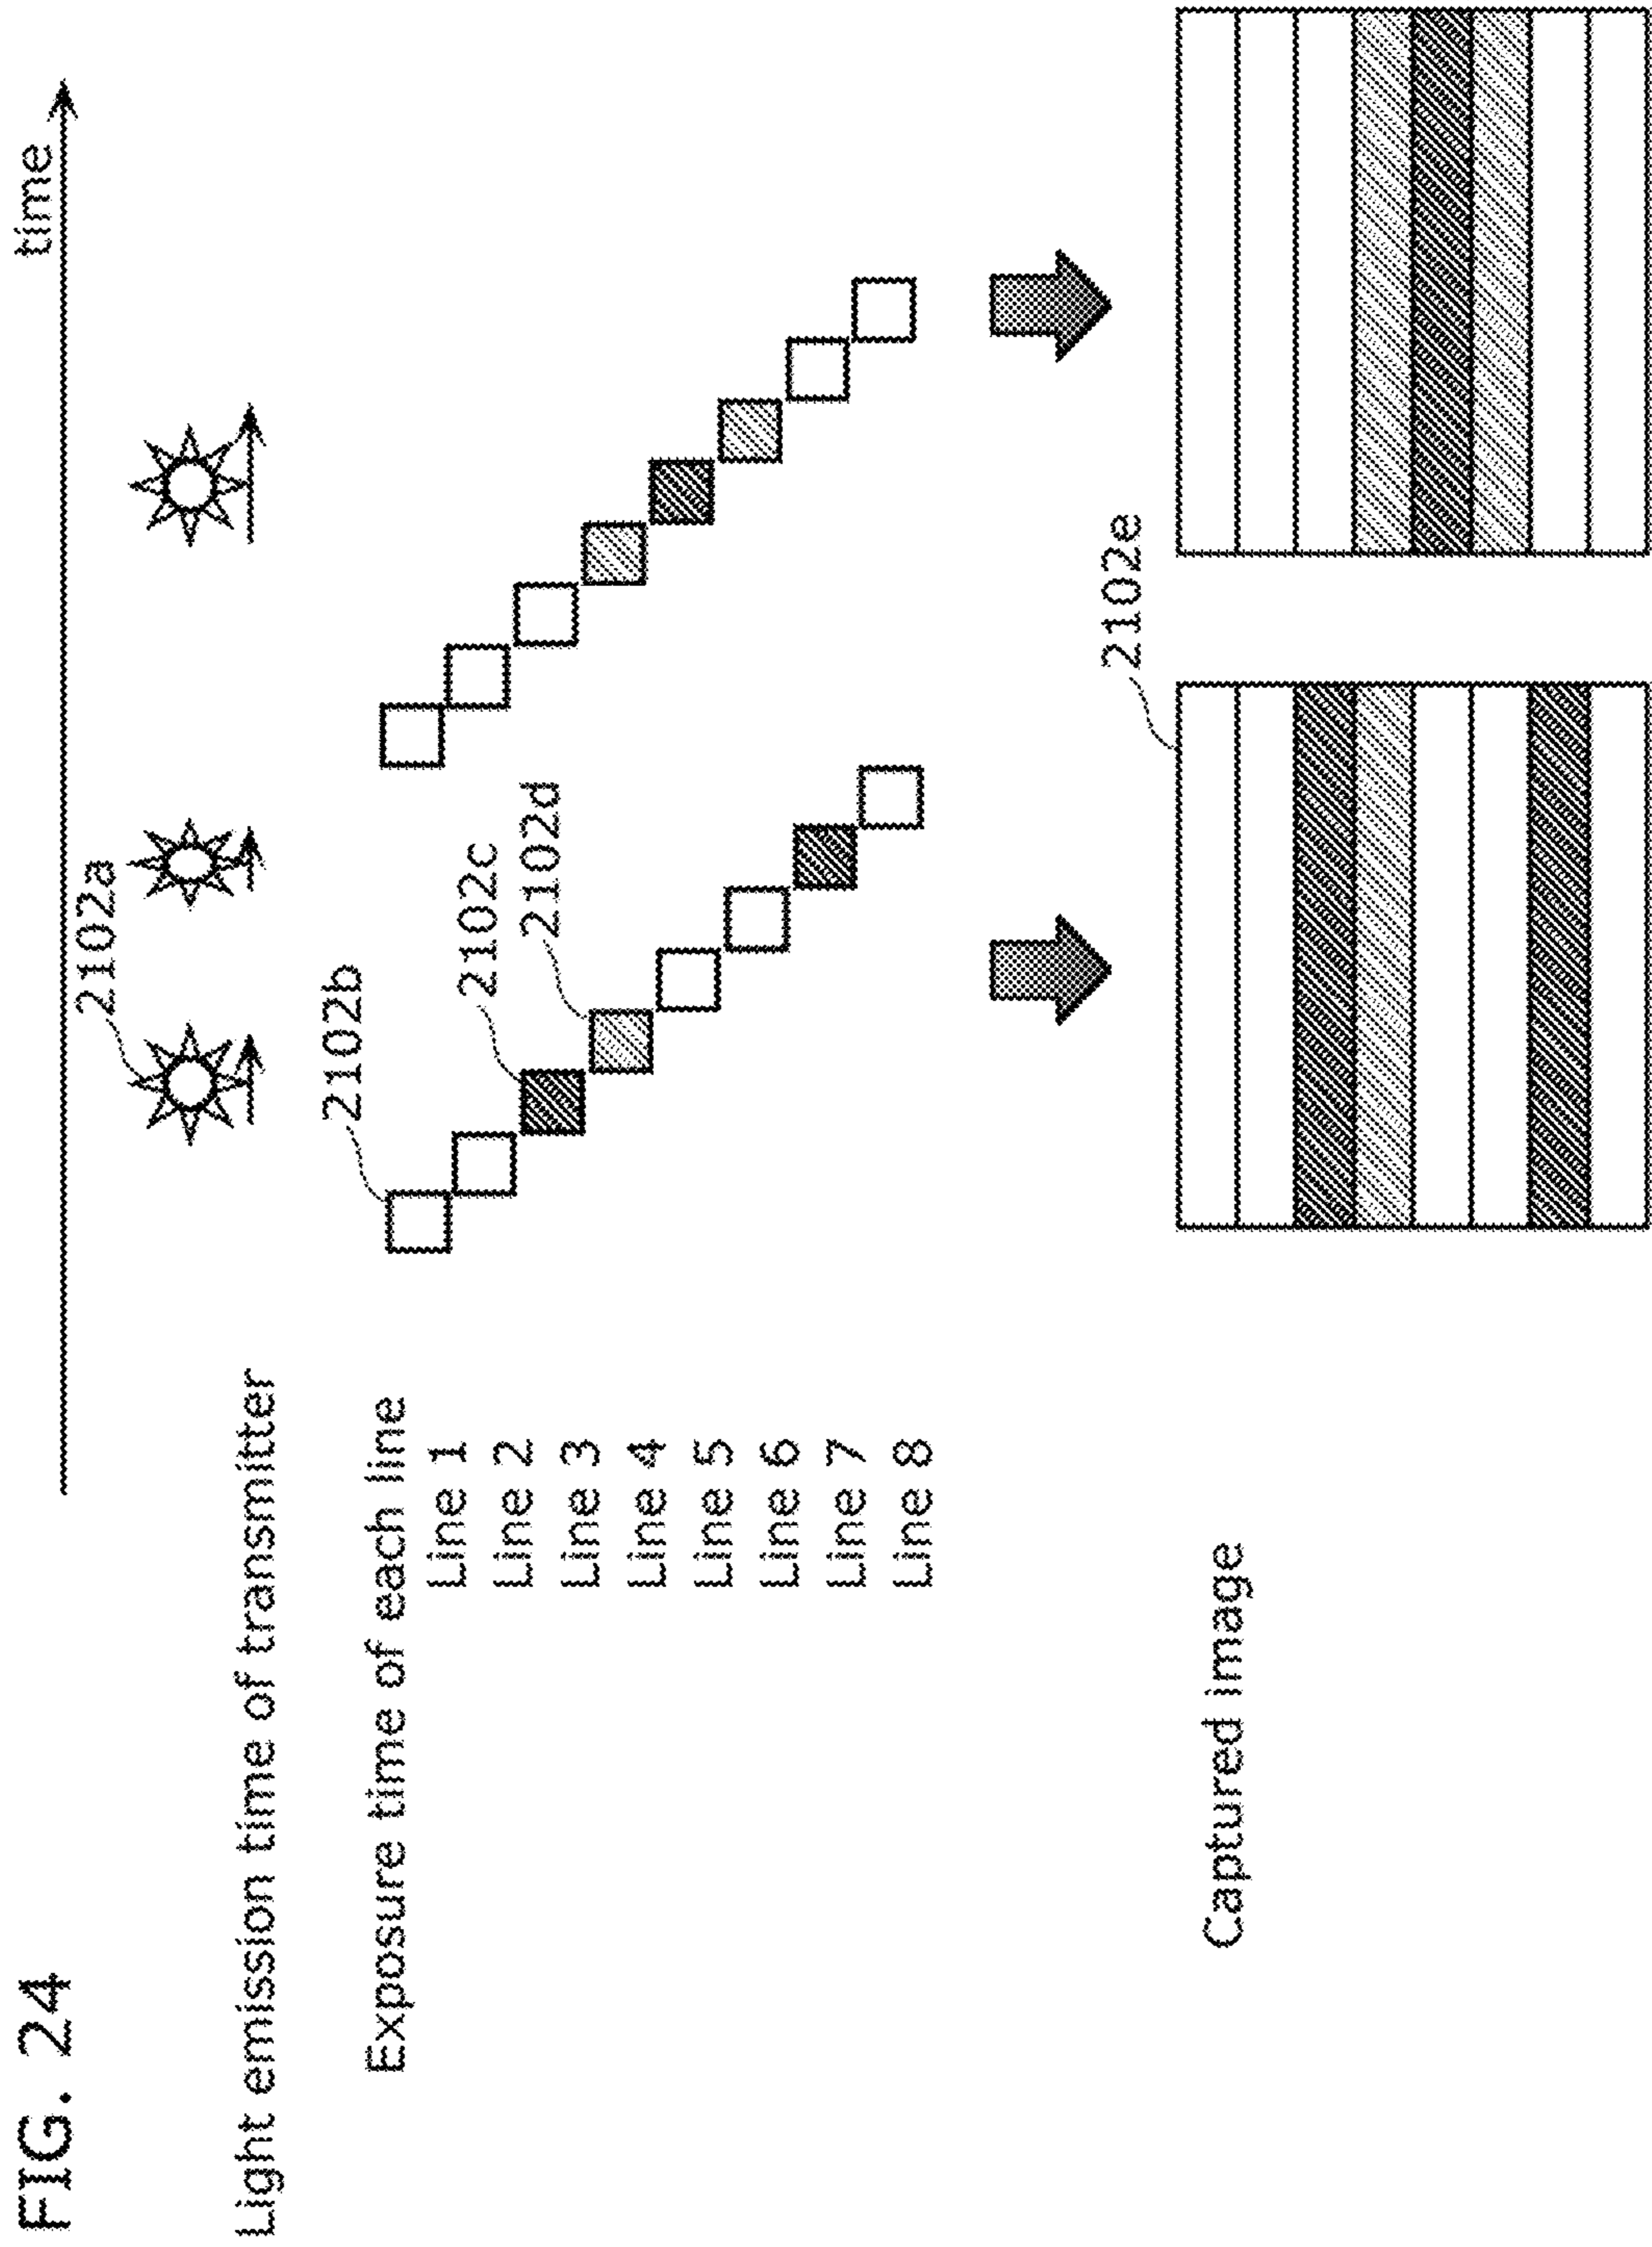 FIG. 24
time
Light emission time of transmitter
2102a
Exposure time of each line
2102b
Line 1
Line 2
2102c
Line 3
2102d
Line 4
Line 5
Line 6
Line 7
Line 8
2102e
Captured image